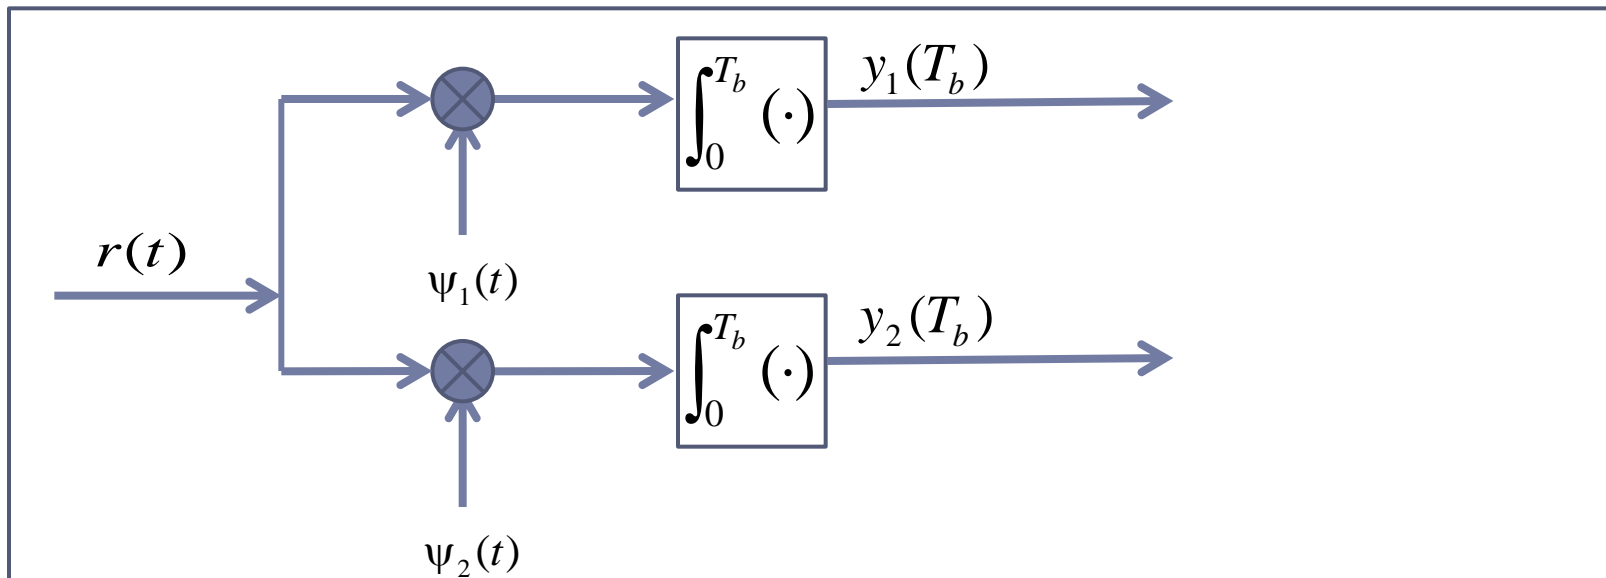 r(t)
ψ₁(t)
∫₀^{T_b} (·)
y₁(T_b)
ψ₂(t)
∫₀^{T_b} (·)
y₂(T_b)